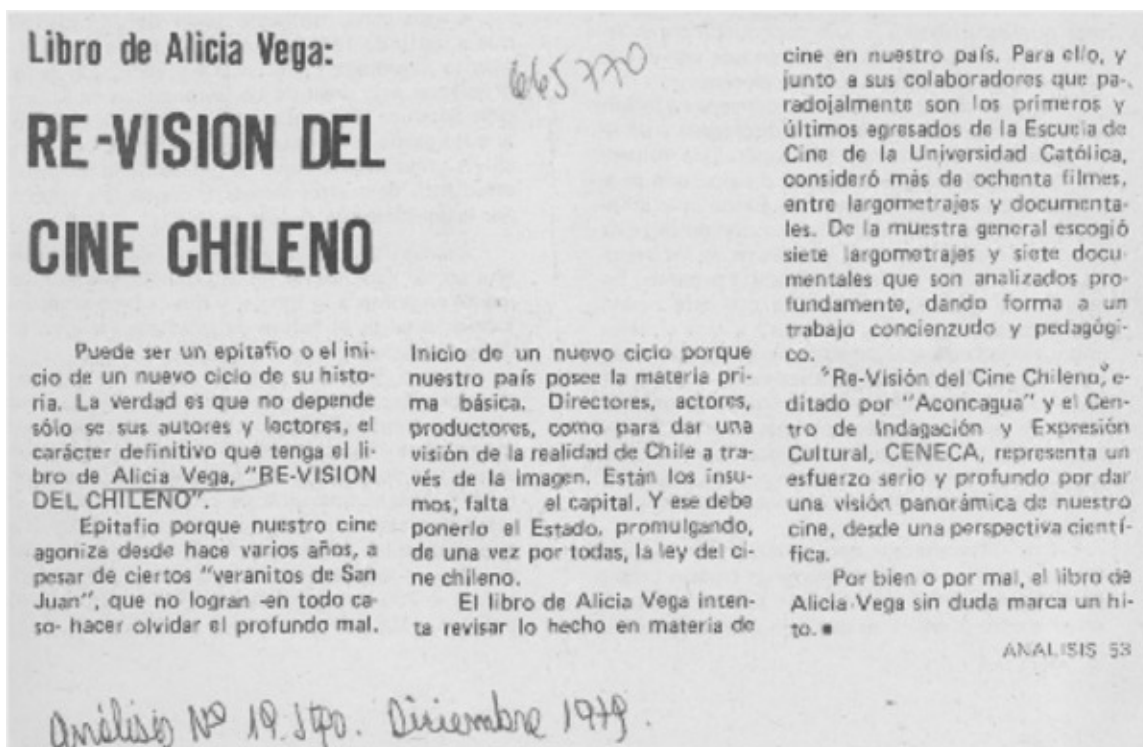 Libro de Alicia Vega:
665770
RE-VISION DEL
CINE CHILENO
Puede ser un epitafio o el ini-
cio de un nuevo ciclo de su histo-
ria. La verdad es que no depende
sólo se sus autores y lectores, el
carácter definitivo que tenga el li-
bro de Alicia Vega, "RE-VISION
DEL CHILENO".
Epitafio porque nuestro cine
agoniza desde hace varios años, a
pesar de ciertos "veranitos de San
Juan", que no logran -en todo ca-
so- hacer olvidar el profundo mal.
Inicio de un nuevo ciclo porque
nuestro país posee la materia pri-
ma básica. Directores, actores,
productores, como para dar una
visión de la realidad de Chile a tra-
vés de la imagen. Están los insu-
mos, falta el capital. Y ese debe
ponerlo el Estado, promulgando,
de una vez por todas, la ley del ci-
ne chileno.
El libro de Alicia Vega inten-
ta revisar lo hecho en materia de
cine en nuestro país. Para ello, y
junto a sus colaboradores que pa-
radojalmente son los primeros y
últimos egresados de la Escuela de
Cine de la Universidad Católica,
consideró más de ochenta filmes,
entre largometrajes y documenta-
les. De la muestra general escogió
siete largometrajes y siete docu-
mentales que son analizados pro-
fundamente, dando forma a un
trabajo concienzudo y pedagógi-
co.
"Re-Visión del Cine Chileno," e-
ditado por "Aconcagua" y el Cen-
tro de Indagación y Expresión
Cultural, CENECA, representa un
esfuerzo serio y profundo por dar
una visión panorámica de nuestro
cine, desde una perspectiva cientí-
fica.
Por bien o por mal, el libro de
Alicia Vega sin duda marca un hi-
to.
ANALISIS 53
Análisis Nº 19. Diciembre 1979.